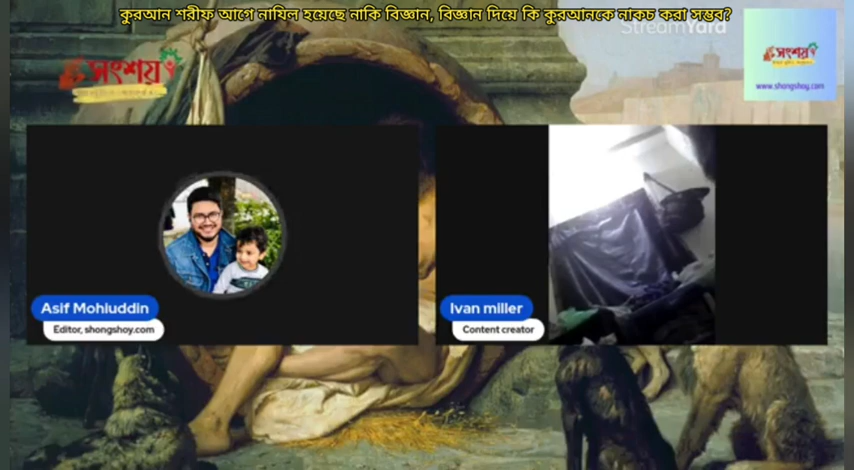 কুরআন শরীফ আগে নাযিল হয়েছে নাকি বিজ্ঞান, বিজ্ঞান দিয়ে কি কুরআনকে নাকচ করা সম্ভব?
StreamYard
সংশয়
সংশয়
www.shongshoy.com
Asif Mohiuddin
Editor, shongshoy.com
Ivan miller
Content creator